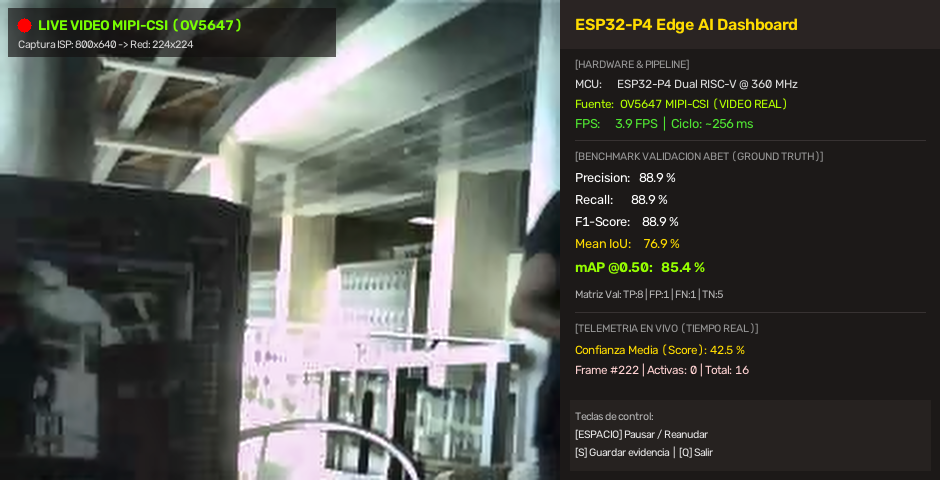 LIVE VIDEO MIPI-CSI (OV5647)
Captura ISP: 800x640 -> Red: 224x224
ESP32-P4 Edge AI Dashboard
[HARDWARE & PIPELINE]
MCU: ESP32-P4 Dual RISC-V @ 360 MHz
Fuente: OV5647 MIPI-CSI (VIDEO REAL)
FPS: 3.9 FPS | Ciclo: ~256 ms
[BENCHMARK VALIDACION ABET (GROUND TRUTH)]
Precision: 88.9 %
Recall: 88.9 %
F1-Score: 88.9 %
Mean IoU: 76.9 %
mAP @0.50: 85.4 %
Matriz Val: TP:8 | FP:1 | FN:1 | TN:5
[TELEMETRIA EN VIVO (TIEMPO REAL)]
Confianza Media (Score): 42.5 %
Frame #222 | Activas: 0 | Total: 16
Teclas de control:
[ESPACIO] Pausar / Reanudar
[S] Guardar evidencia | [Q] Salir